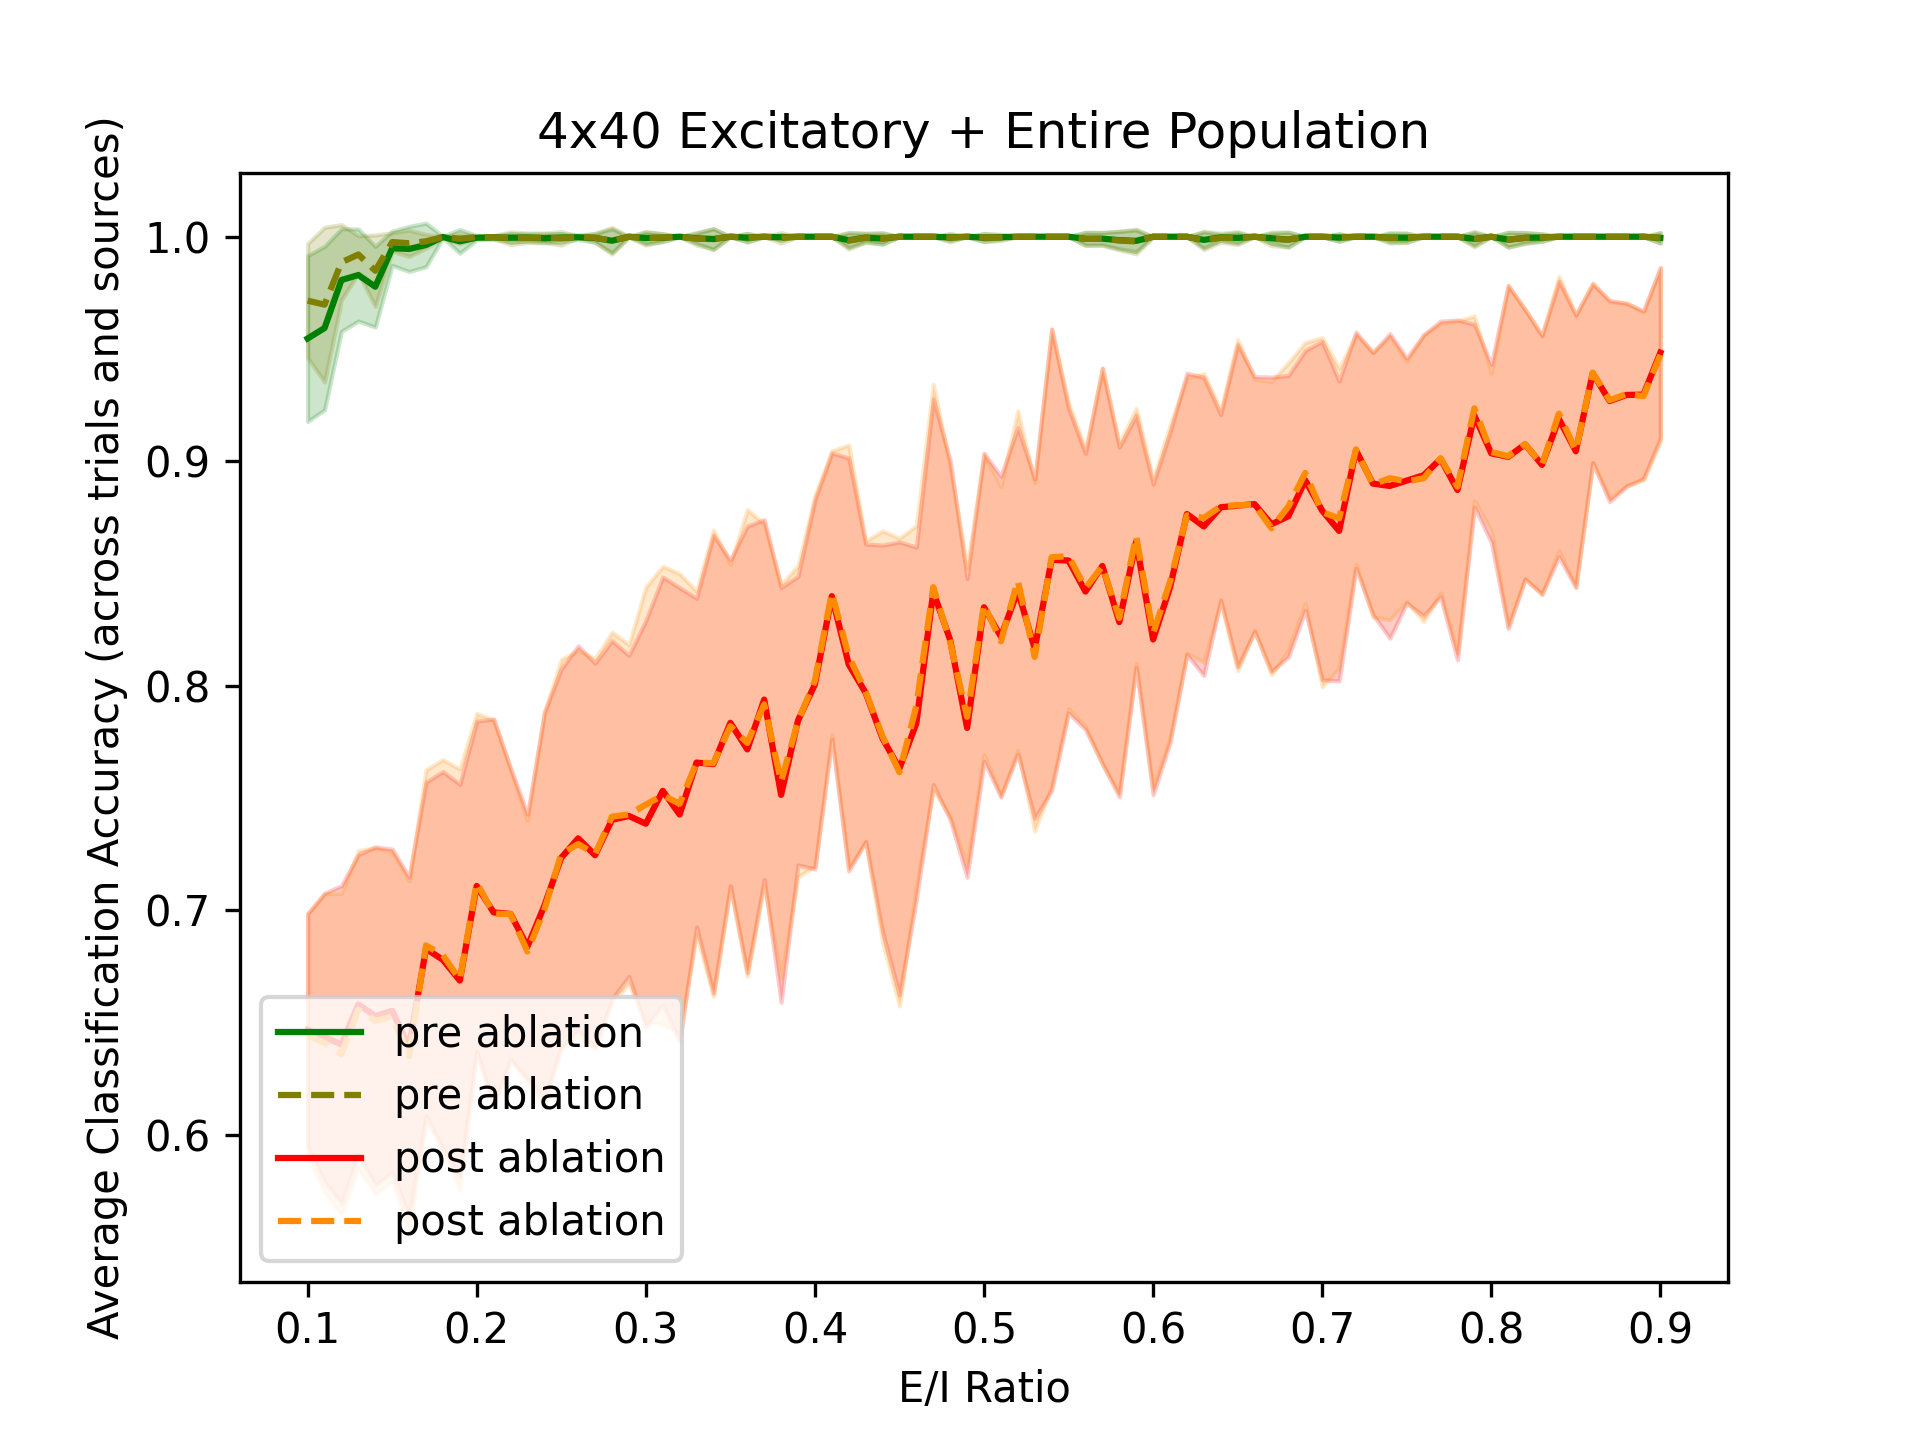 4x40 Excitatory + Entire Population
Average Classification Accuracy (across trials and sources)
1.0
0.9
0.8
0.7
0.6
pre ablation
pre ablation
post ablation
post ablation
0.1 0.2 0.3 0.4 0.5 0.6 0.7 0.8 0.9
E/I Ratio